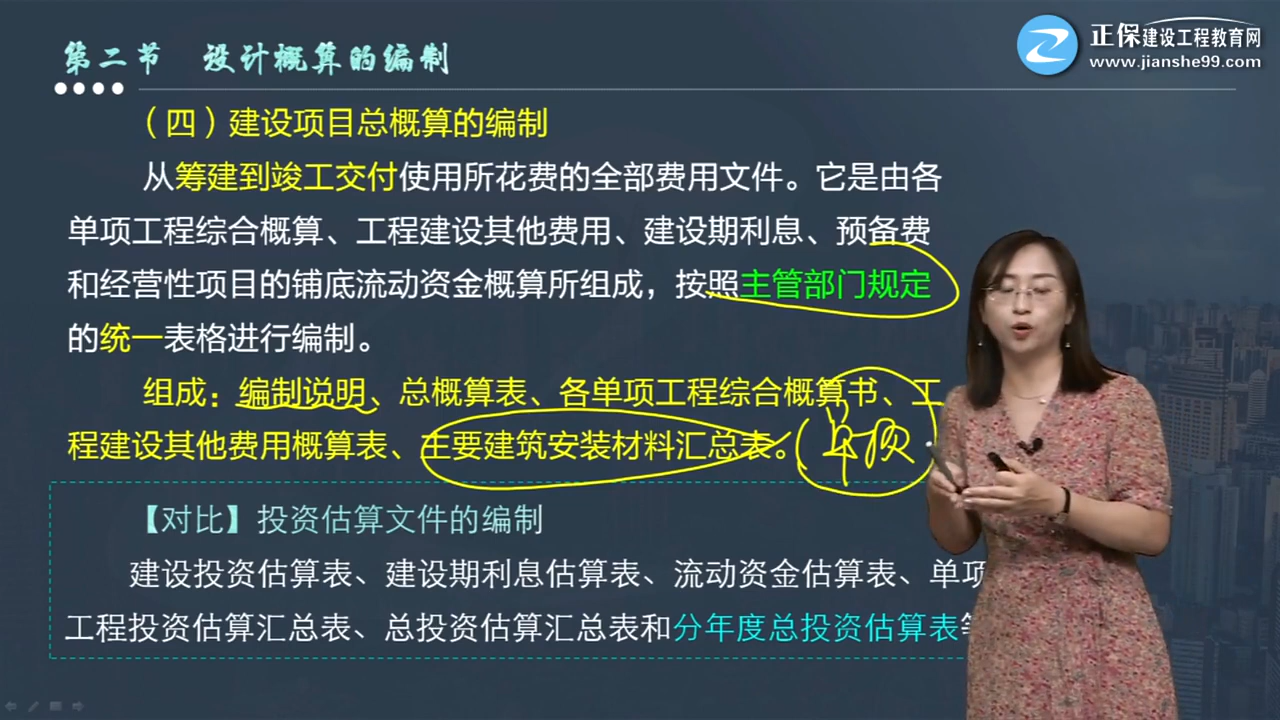 第二节 设计概算的编制
正保建设工程教育网
www.jianshe99.com
（四）建设项目总概算的编制
从筹建到竣工交付使用所花费的全部费用文件。它是由各
单项工程综合概算、工程建设其他费用、建设期利息、预备费
和经营性项目的铺底流动资金概算所组成，按照主管部门规定
的统一表格进行编制。
组成：编制说明、总概算表、各单项工程综合概算书、工
程建设其他费用概算表、主要建筑安装材料汇总表。（单项
【对比】投资估算文件的编制
建设投资估算表、建设期利息估算表、流动资金估算表、单项
工程投资估算汇总表、总投资估算汇总表和分年度总投资估算表等